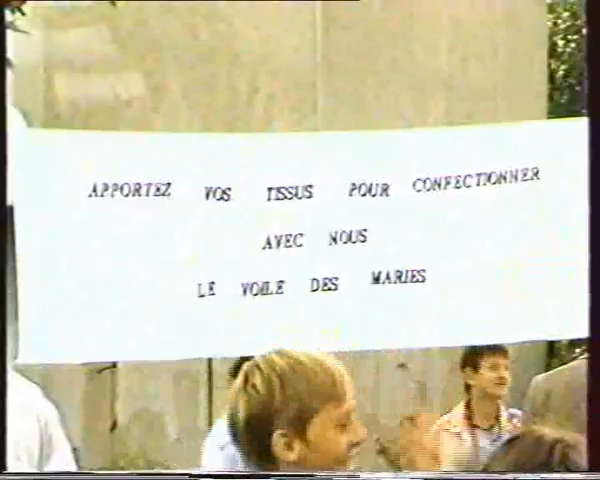 APPORTEZ VOS TISSUS POUR CONFECTIONNER
AVEC NOUS
LE VOILE DES MARIES